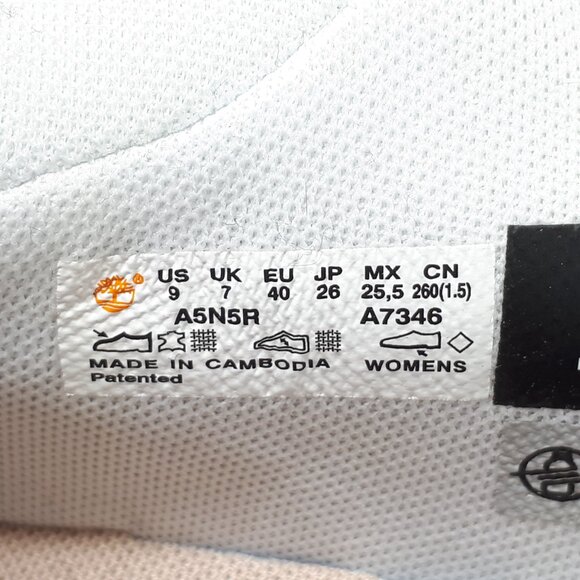 US UK EU JP MX CN
9 7 40 26 25,5 260(1.5)
A5N5R A7346
MADE IN CAMBODIA WOMENS
Patented